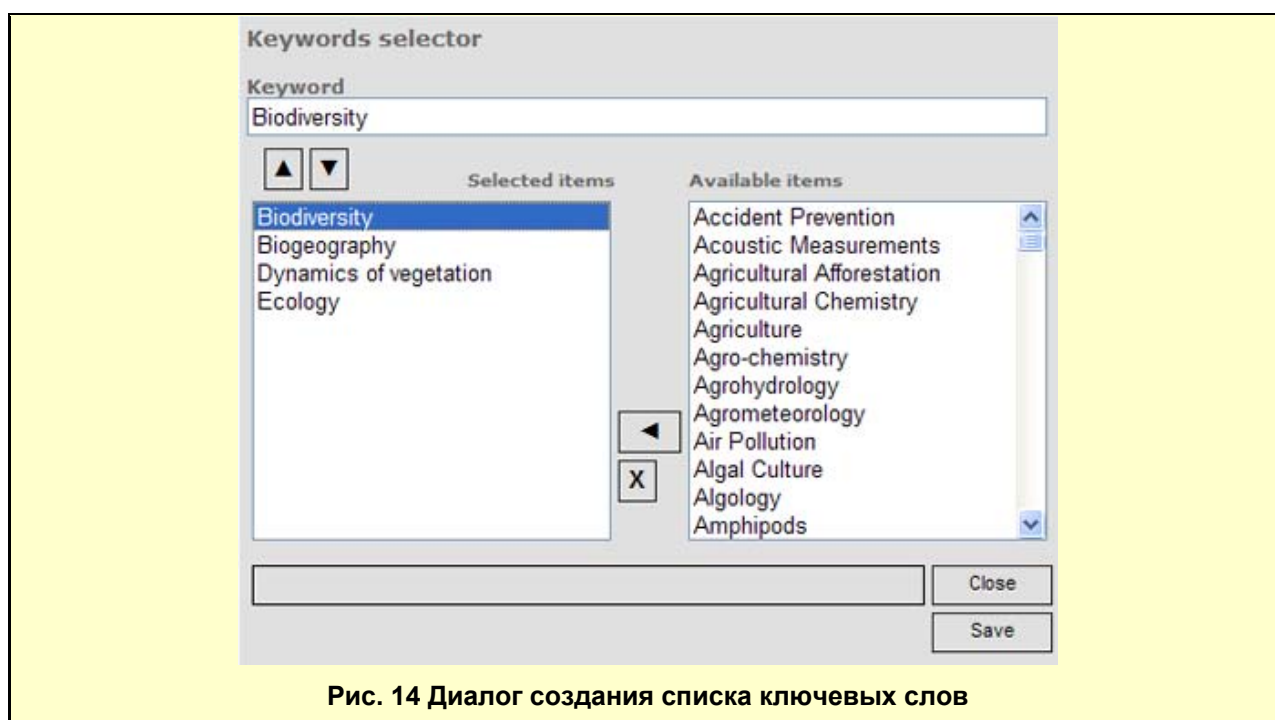 Keywords selector
Keyword
Biodiversity
▲ ▼
Selected items
Available items
Biodiversity
Biogeography
Dynamics of vegetation
Ecology
◄
X
Accident Prevention
Acoustic Measurements
Agricultural Afforestation
Agricultural Chemistry
Agriculture
Agro-chemistry
Agrohydrology
Agrometeorology
Air Pollution
Algal Culture
Algology
Amphipods
Close
Save
Рис. 14 Диалог создания списка ключевых слов